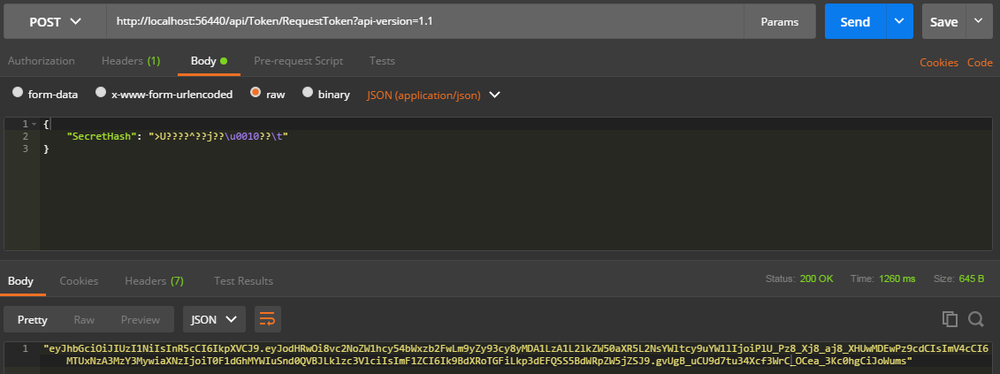 POST http://localhost:56440/api/Token/RequestToken?api-version=1.1 Params Send Save
Authorization Headers (1) Body Pre-request Script Tests Cookies Code
form-data x-www-form-urlencoded raw binary JSON (application/json)
1 {
2 "SecretHash": ">U????^??j??\u0010??\t"
3 }
Body Cookies Headers (7) Test Results Status: 200 OK Time: 1260 ms Size: 645 B
Pretty Raw Preview JSON
1 "eyJhbGciOiJIUzI1NiIsInR5cCI6IkpXVCJ9.eyJodHRwOi8vc2NoZW1hcy54bWxzb2FwLm9yZy93cy8yMDA1LzA1L2lkZW50aXR5L2NsYWltcy9uYW1lIjoiPlU_Pz8_Xj8_aj8_XHUwMDEwPz9cdCIsImV4cCI6
MTUxNzA3MzY3MywiaXNzIjoiT0F1dGhMYWIuSnd0QVBJLklzc3VlciIsImF1ZCI6Ik9BdXRoTGFiLkp3dEFQSS5BdWRpZW5jZSJ9.gvUgB_uCU9d7tu34Xcf3WrC_OCea_3Kc0hgCiJoWums"